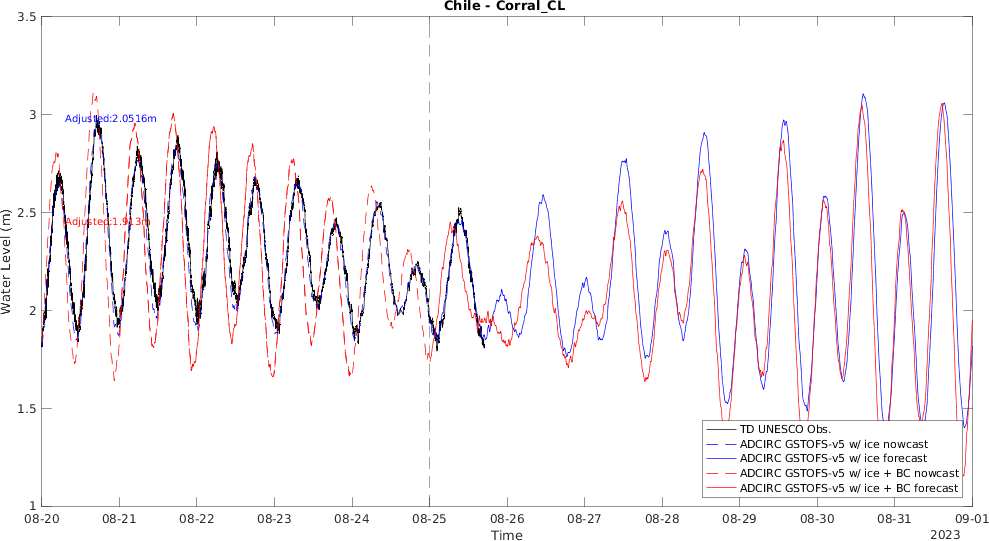 Chile - Corral_CL
3.5
3
2.5
2
1.5
1
Water Level (m)
Adjusted:2.0516m
Adjusted:1.913m
TD UNESCO Obs.
ADCIRC GSTOFS-v5 w/ ice nowcast
ADCIRC GSTOFS-v5 w/ ice forecast
ADCIRC GSTOFS-v5 w/ ice + BC nowcast
ADCIRC GSTOFS-v5 w/ ice + BC forecast
08-20 08-21 08-22 08-23 08-24 08-25 08-26 08-27 08-28 08-29 08-30 08-31 09-01
Time 2023